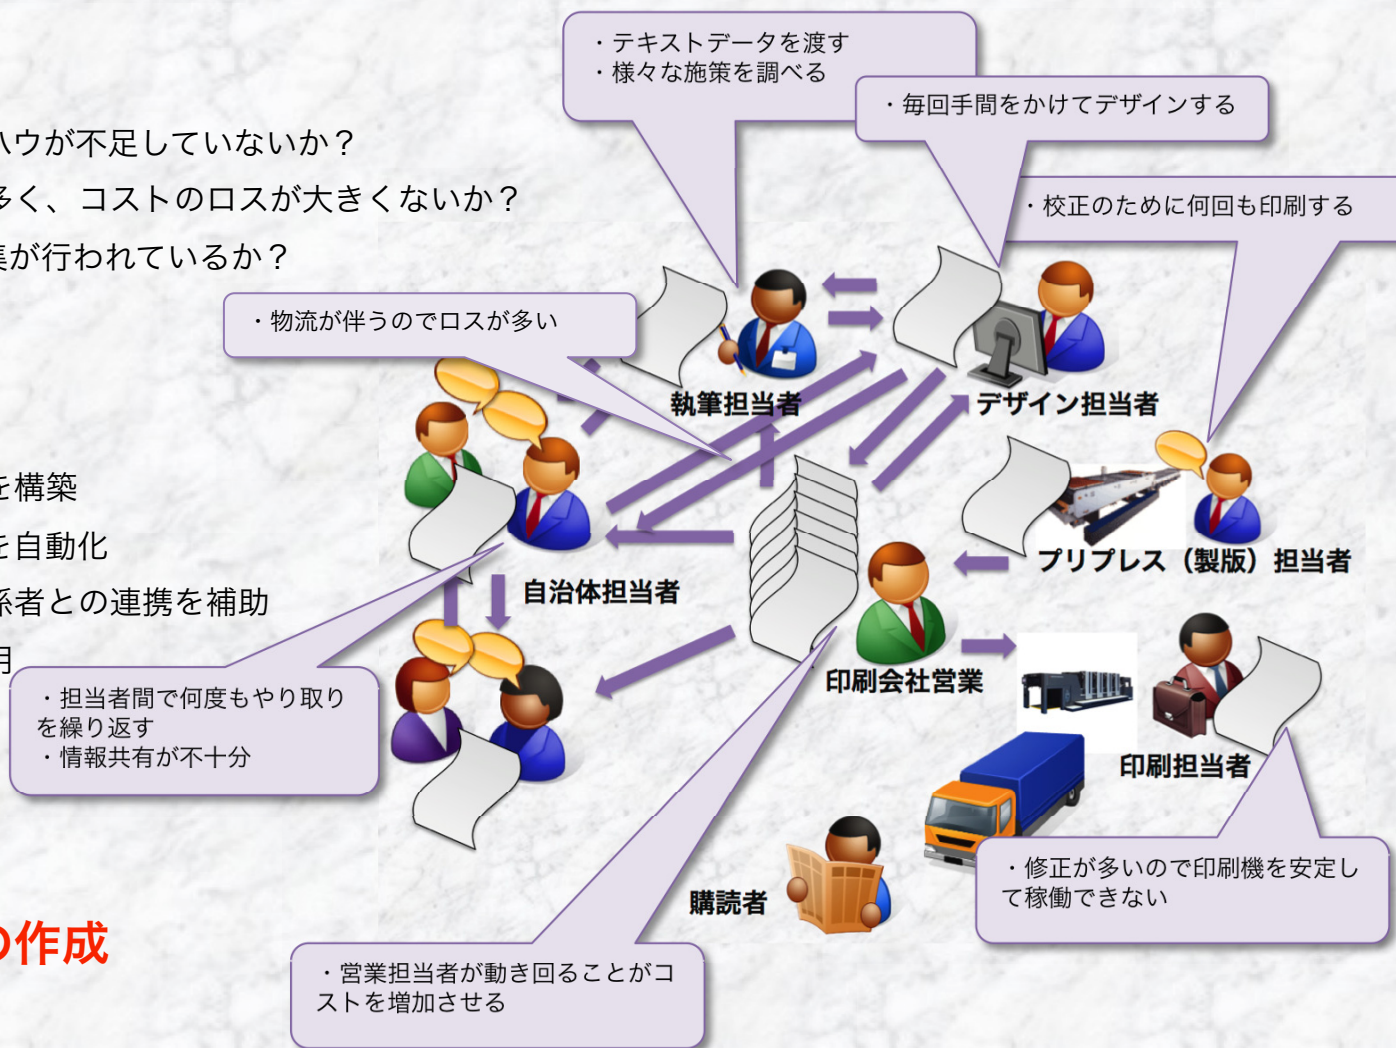 ・テキストデータを渡す
・様々な施策を調べる
・毎回手間をかけてデザインする
・校正のために何回も印刷する
ハウが不足していないか？
多く、コストのロスが大きくないか？
集が行われているか？
・物流が伴うのでロスが多い
執筆担当者
デザイン担当者
を構築
を自動化
係者との連携を補助
用
プリプレス（製版）担当者
自治体担当者
印刷会社営業
・担当者間で何度もやり取り
を繰り返す
・情報共有が不十分
印刷担当者
購読者
・修正が多いので印刷機を安定し
て稼働できない
の作成
・営業担当者が動き回ることがコ
ストを増加させる